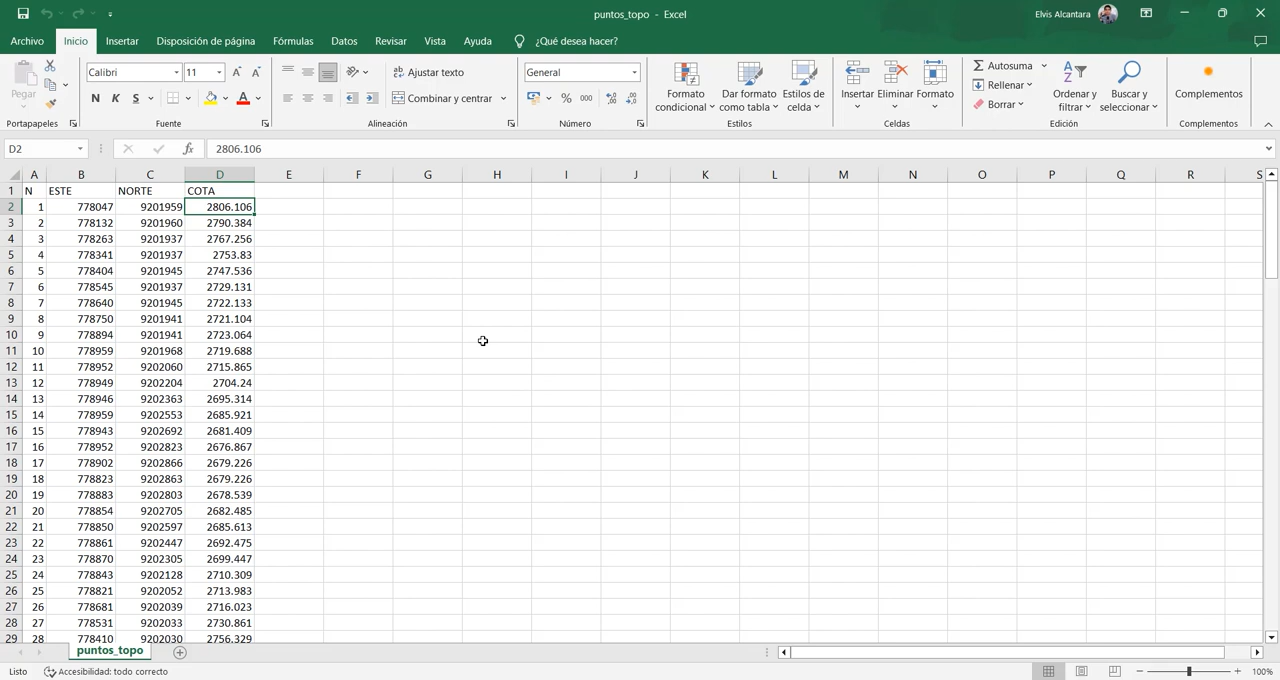 puntos_topo - Excel
Elvis Alcantara
Archivo Inicio Insertar Disposición de página Fórmulas Datos Revisar Vista Ayuda ¿Qué desea hacer?
Pegar
Calibri 11
N K S
Ajustar texto
Combinar y centrar
General
% 000
Formato condicional
Dar formato como tabla
Estilos de celda
Insertar Eliminar Formato
Autosuma
Rellenar
Borrar
Ordenar y filtrar
Buscar y seleccionar
Complementos
Portapapeles Fuente Alineación Número Estilos Celdas Edición Complementos
D2 fx 2806.106
A B C D E F G H I J K L M N O P Q R S
1 N ESTE NORTE COTA
2 1 778047 9201959 2806.106
3 2 778132 9201960 2790.384
4 3 778263 9201937 2767.256
5 4 778341 9201937 2753.83
6 5 778404 9201945 2747.536
7 6 778545 9201937 2729.131
8 7 778640 9201945 2722.133
9 8 778750 9201941 2721.104
10 9 778894 9201941 2723.064
11 10 778959 9201968 2719.688
12 11 778952 9202060 2715.865
13 12 778949 9202204 2704.24
14 13 778946 9202363 2695.314
15 14 778959 9202553 2685.921
16 15 778943 9202692 2681.409
17 16 778952 9202823 2676.867
18 17 778902 9202866 2679.226
19 18 778823 9202863 2679.226
20 19 778883 9202803 2678.539
21 20 778854 9202705 2682.485
22 21 778850 9202597 2685.613
23 22 778861 9202447 2692.475
24 23 778870 9202305 2699.447
25 24 778843 9202128 2710.309
26 25 778821 9202052 2713.983
27 26 778681 9202039 2716.023
28 27 778531 9202033 2730.861
29 28 778410 9202030 2756.329
puntos_topo
Listo Accesibilidad: todo correcto 100%